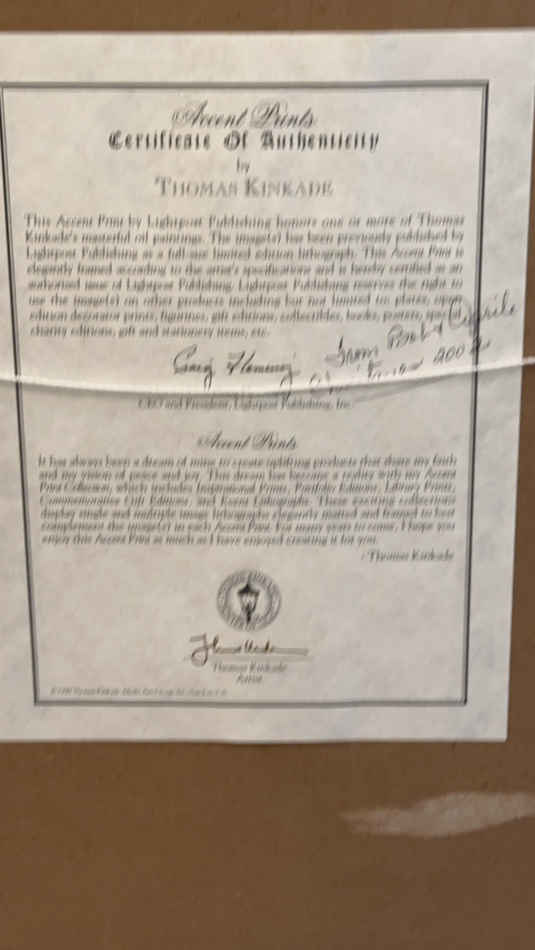 Accent Prints
Certificate Of Authenticity
by
THOMAS KINKADE
This Accent Print by Lightpost Publishing honors one or more of Thomas
Kinkade's masterful oil paintings. The image(s) has been previously published by
Lightpost Publishing as a full-size limited edition lithograph. This Accent Print is
elegantly framed according to the artist's specifications and is hereby certified as an
authorized issue of Lightpost Publishing. Lightpost Publishing reserves the right to
use the image(s) on other products including but not limited to, plates, open
edition decorator prints, figurines, gift editions, collectibles, books, posters, special
charity editions, gift and stationery items, etc.
from Bob &
Craig Fleming
Christmas 2002
CEO and President, Lightpost Publishing, Inc.
Accent Prints
It has always been a dream of mine to create uplifting products that share my faith
and my vision of peace and joy. This dream has become a reality with my Accent
Print Collection, which includes Inspirational Prints, Portfolio Editions, Library Prints,
Commemorative Gift Editions, and Event Lithographs. These exciting collections
display single and multiple image lithographs elegantly matted and framed to best
complement the image(s) in each Accent Print. For many years to come, I hope you
enjoy this Accent Print as much as I have enjoyed creating it for you.
- Thomas Kinkade
Thomas Kinkade
Artist